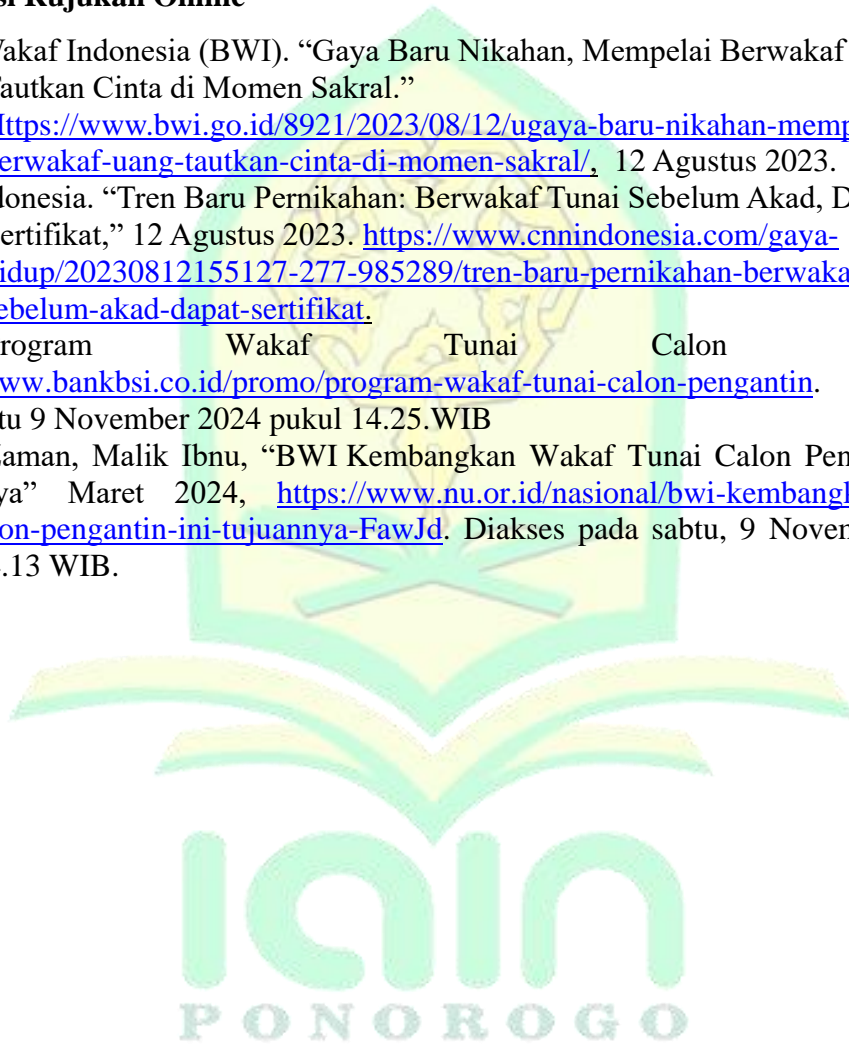 si Rujukan Online
Wakaf Indonesia (BWI). “Gaya Baru Nikahan, Mempelai Berwakaf
Tautkan Cinta di Momen Sakral.”
Https://www.bwi.go.id/8921/2023/08/12/ugaya-baru-nikahan-memp
erwakaf-uang-tautkan-cinta-di-momen-sakral/, 12 Agustus 2023.
donesia. “Tren Baru Pernikahan: Berwakaf Tunai Sebelum Akad, D
ertifikat,” 12 Agustus 2023. https://www.cnnindonesia.com/gaya-
idup/20230812155127-277-985289/tren-baru-pernikahan-berwaka
ebelum-akad-dapat-sertifikat.
rogram Wakaf Tunai Calon
ww.bankbsi.co.id/promo/program-wakaf-tunai-calon-pengantin.
tu 9 November 2024 pukul 14.25.WIB
Zaman, Malik Ibnu, “BWI Kembangkan Wakaf Tunai Calon Pen
ya” Maret 2024, https://www.nu.or.id/nasional/bwi-kembangk
on-pengantin-ini-tujuannya-FawJd. Diakses pada sabtu, 9 Novem
.13 WIB.
iain
PONOROGO